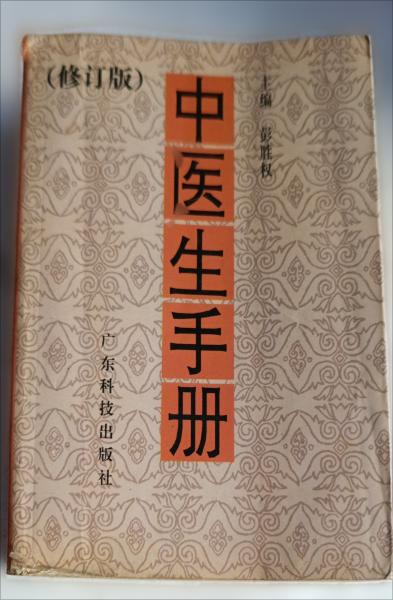 （修订版）
中医生手册
主编 彭胜权
广东科技出版社